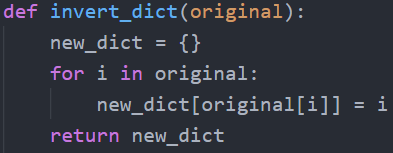 def invert_dict(original):
    new_dict = {}
    for i in original:
        new_dict[original[i]] = i
    return new_dict